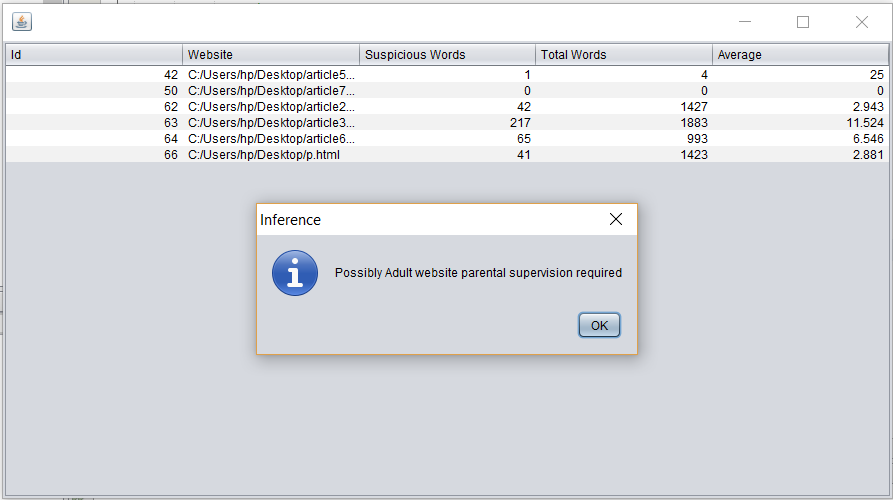 Id Website Suspicious Words Total Words Average
42 C:/Users/hp/Desktop/article5... 1 4 25
50 C:/Users/hp/Desktop/article7... 0 0 0
62 C:/Users/hp/Desktop/article2... 42 1427 2.943
63 C:/Users/hp/Desktop/article3... 217 1883 11.524
64 C:/Users/hp/Desktop/article6... 65 993 6.546
66 C:/Users/hp/Desktop/p.html 41 1423 2.881
Inference
Possibly Adult website parental supervision required
OK